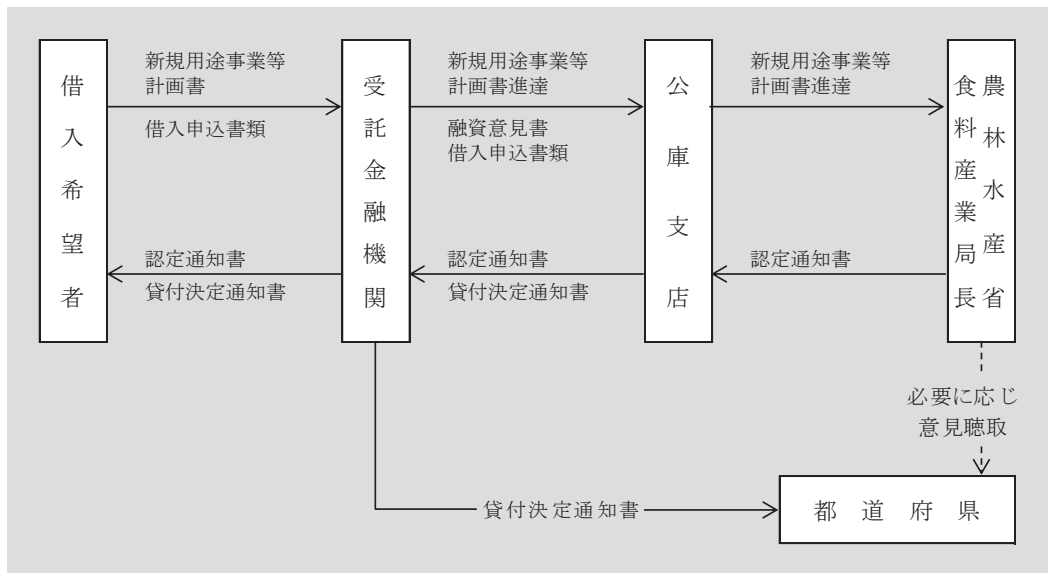 借入希望者
新規用途事業等
計画書
借入申込書類
認定通知書
貸付決定通知書
受託金融機関
新規用途事業等
計画書進達
融資意見書
借入申込書類
認定通知書
貸付決定通知書
公庫支店
新規用途事業等
計画書進達
認定通知書
農林水産省
食料産業局長
必要に応じ
意見聴取
貸付決定通知書
都道府県